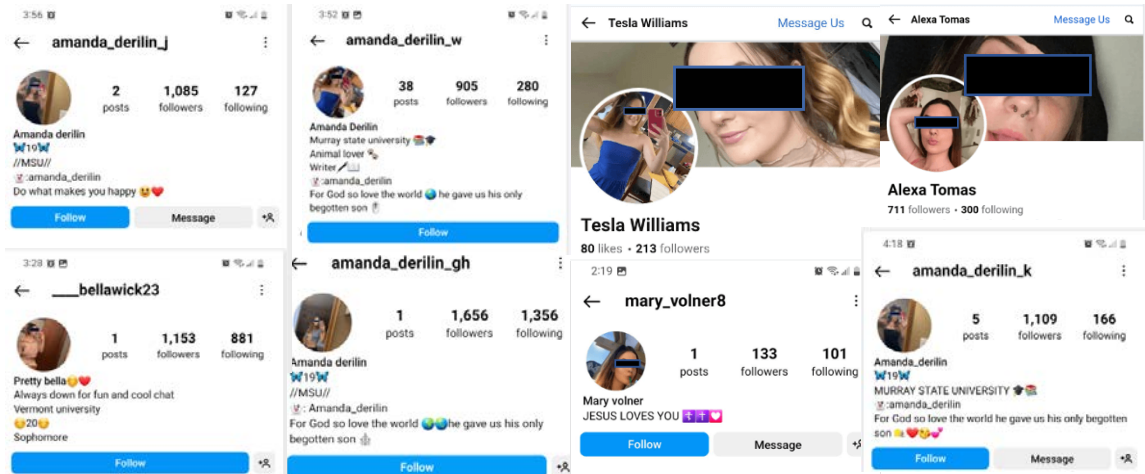 3:56
amanda_derilin_j
2 1,085 127
posts followers following
Amanda derilin
🦋19🦋
//MSU//
:amanda_derilin
Do what makes you happy 😃❤️
Follow Message
3:52
amanda_derilin_w
38 905 280
posts followers following
Amanda Derilin
Murray state university 📚🎓
Animal lover 🐾
Writer🖊📖
:amanda_derilin
For God so love the world 🌍 he gave us his only
begotten son
Follow
Tesla Williams Message Us
Tesla Williams
80 likes • 213 followers
Alexa Tomas Message Us
Alexa Tomas
711 followers • 300 following
3:28
___bellawick23
1 1,153 881
posts followers following
Pretty bella😊❤️
Always down for fun and cool chat
Vermont university
😊20😊
Sophomore
Follow
amanda_derilin_gh
1 1,656 1,356
posts followers following
Amanda derilin
🦋19🦋
//MSU//
: Amanda_derilin
For God so love the world 🌍🌍he gave us his only
begotten son
Follow
2:19
mary_volner8
1 133 101
posts followers following
Mary volner
JESUS LOVES YOU ✝️✝️💟
Follow Message
4:18
amanda_derilin_k
5 1,109 166
posts followers following
Amanda_derilin
🦋19🦋
MURRAY STATE UNIVERSITY 🎓📚
:amanda_derilin
For God so love the world he gave us his only begotten
son ❤️😘💕
Follow Message